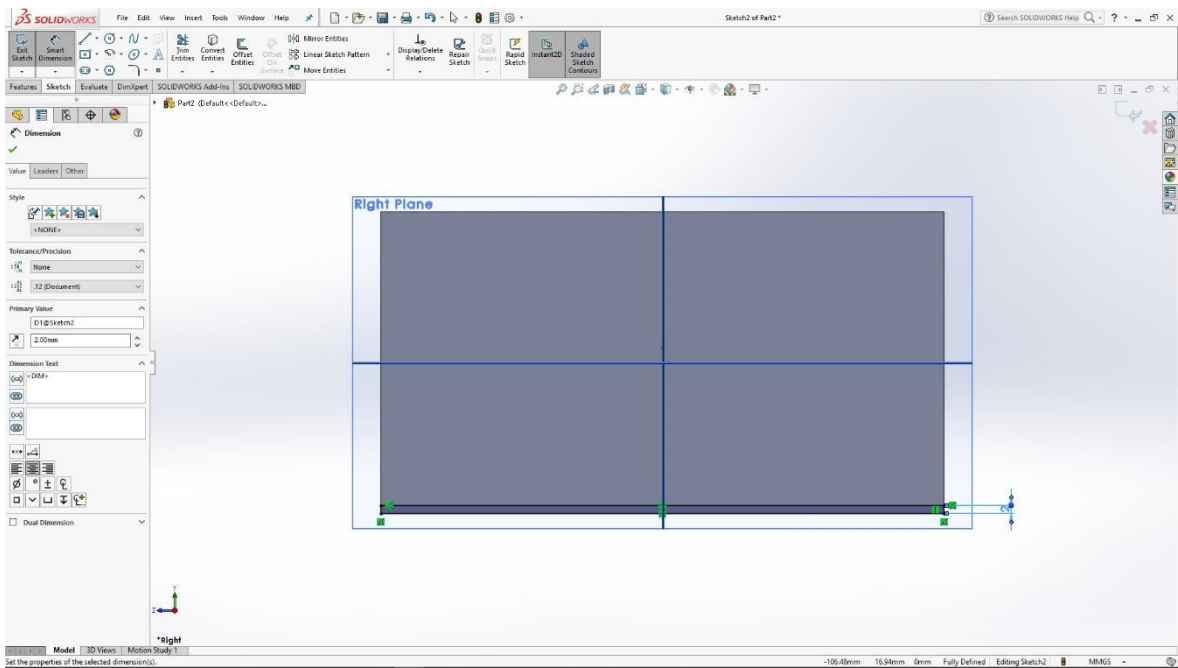 SOLIDWORKS File Edit View Insert Tools Window Help Sketch2 of Part2 * Search SOLIDWORKS Help
Exit Sketch
Smart Dimension
Trim Entities
Convert Entities
Offset Entities
Offset On Surface
Mirror Entities
Linear Sketch Pattern
Move Entities
Display/Delete Relations
Repair Sketch
Quick Snaps
Rapid Sketch
Instant2D
Shaded Sketch Contours
Features Sketch Evaluate DimXpert SOLIDWORKS Add-Ins SOLIDWORKS MBD
Part2 (Default<<Default>...
Dimension
Value Leaders Other
Style
<NONE>
Tolerance/Precision
None
.12 (Document)
Primary Value
D1@Sketch2
2.00mm
Dimension Text
<DIM>
Dual Dimension
Right Plane
2
Y
Z
*Right
Model 3D Views Motion Study 1
Set the properties of the selected dimension(s). -106.48mm 16.94mm 0mm Fully Defined Editing Sketch2 MMGS